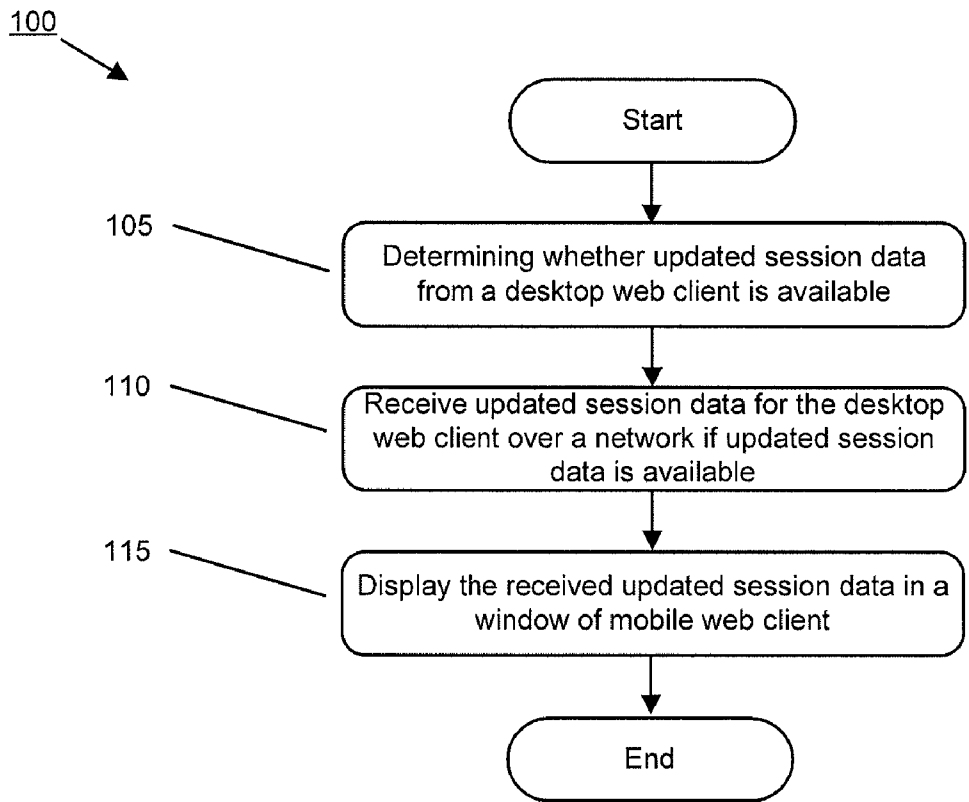 100
Start
105
Determining whether updated session data
from a desktop web client is available
110
Receive updated session data for the desktop
web client over a network if updated session
data is available
115
Display the received updated session data in a
window of mobile web client
End